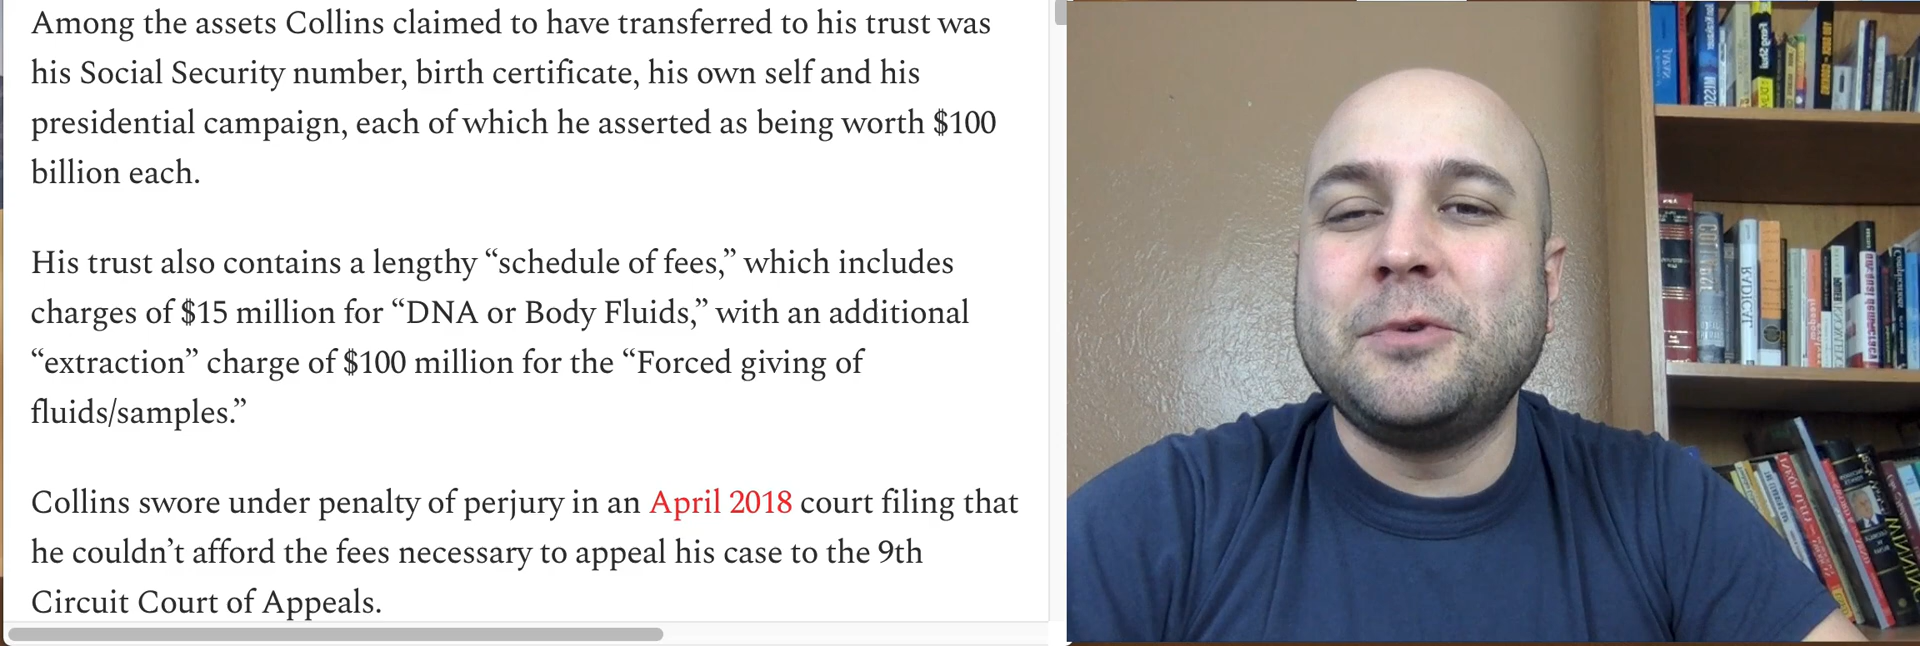 Among the assets Collins claimed to have transferred to his trust was
his Social Security number, birth certificate, his own self and his
presidential campaign, each of which he asserted as being worth $100
billion each.
His trust also contains a lengthy “schedule of fees,” which includes
charges of $15 million for “DNA or Body Fluids,” with an additional
“extraction” charge of $100 million for the “Forced giving of
fluids/samples.”
Collins swore under penalty of perjury in an April 2018 court filing that
he couldn’t afford the fees necessary to appeal his case to the 9th
Circuit Court of Appeals.
RADICAL